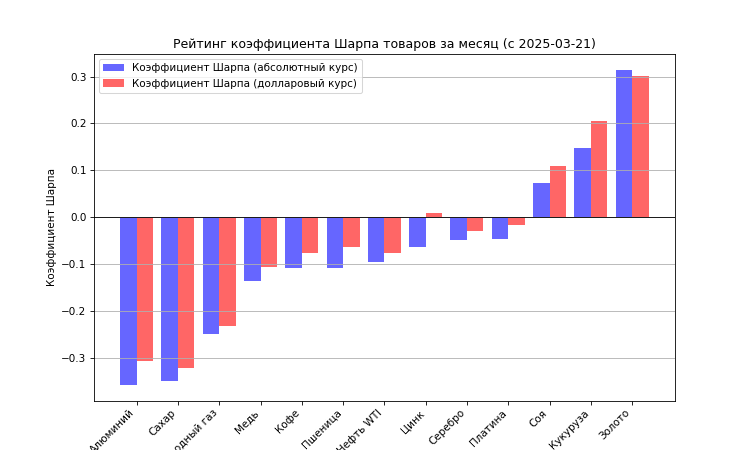 Рейтинг коэффициента Шарпа товаров за месяц (с 2025-03-21)
Коэффициент Шарпа (абсолютный курс)
Коэффициент Шарпа (долларовый курс)
Коэффициент Шарпа
0.3
0.2
0.1
0.0
−0.1
−0.2
−0.3
Алюминий
Сахар
одный газ
Медь
Кофе
Пшеница
Нефть WTI
Цинк
Серебро
Платина
Соя
Кукуруза
Золото